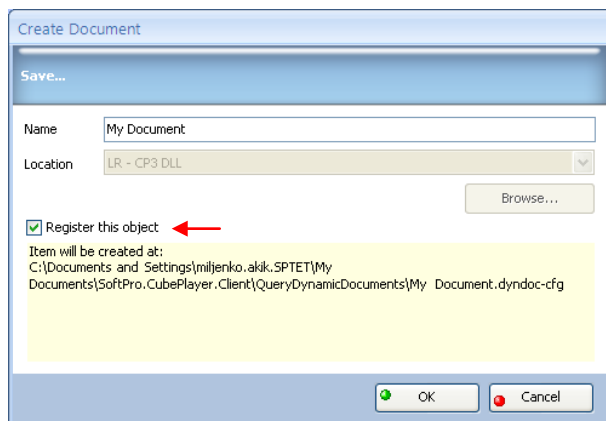 Create Document
Save...
Name My Document
Location LR - CP3 DLL
Browse...
Register this object
Item will be created at:
C:\Documents and Settings\miljenko.akik.SPTET\My
Documents\SoftPro.CubePlayer.Client\QueryDynamicDocuments\My Document.dyndoc-cfg
OK Cancel